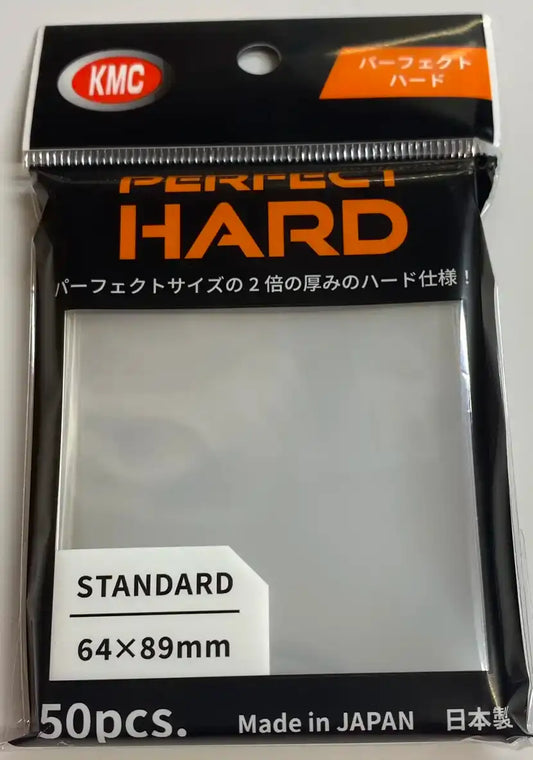 KMC
パーフェクト
ハード
PERFECT
HARD
パーフェクトサイズの2倍の厚みのハード仕様！
STANDARD
64×89mm
50pcs.
Made in JAPAN 日本製